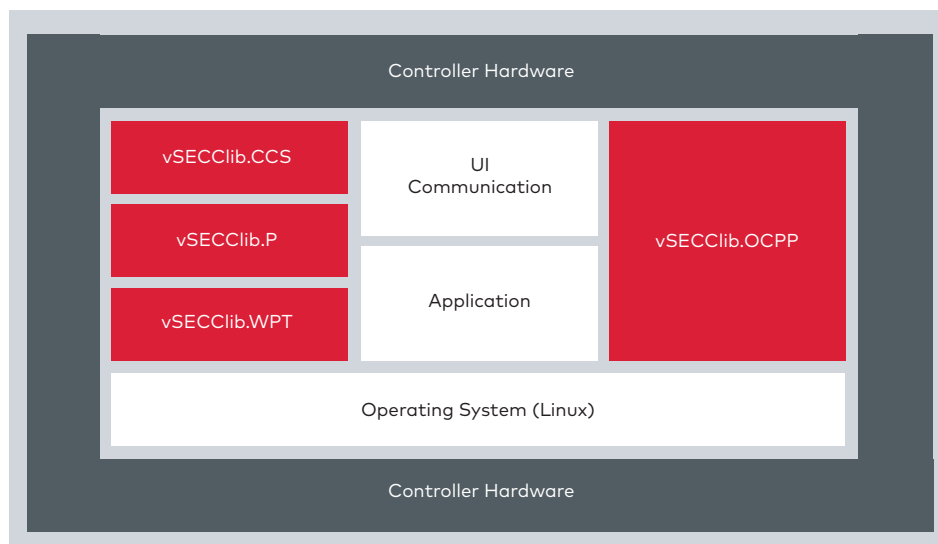 Controller Hardware
vSECClib.CCS
vSECClib.P
vSECClib.WPT
UI
Communication
Application
vSECClib.OCPP
Operating System (Linux)
Controller Hardware